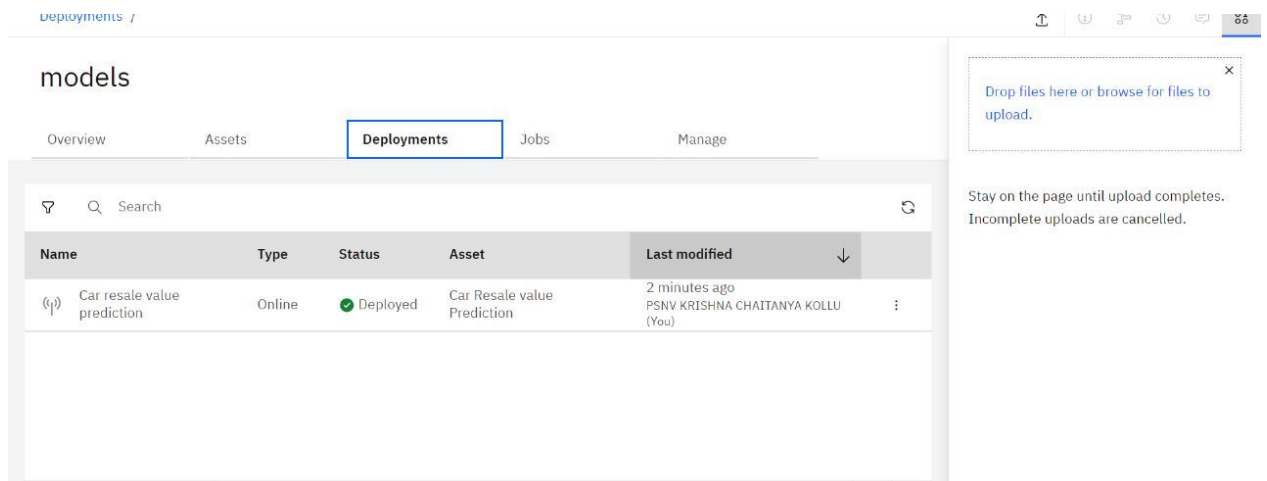 Deployments /
models
Overview
Assets
Deployments
Jobs
Manage
Search
Name
Type
Status
Asset
Last modified
Car resale value
prediction
Online
Deployed
Car Resale value
Prediction
2 minutes ago
PSNV KRISHNA CHAITANYA KOLLU
(You)
Drop files here or browse for files to
upload.
Stay on the page until upload completes.
Incomplete uploads are cancelled.